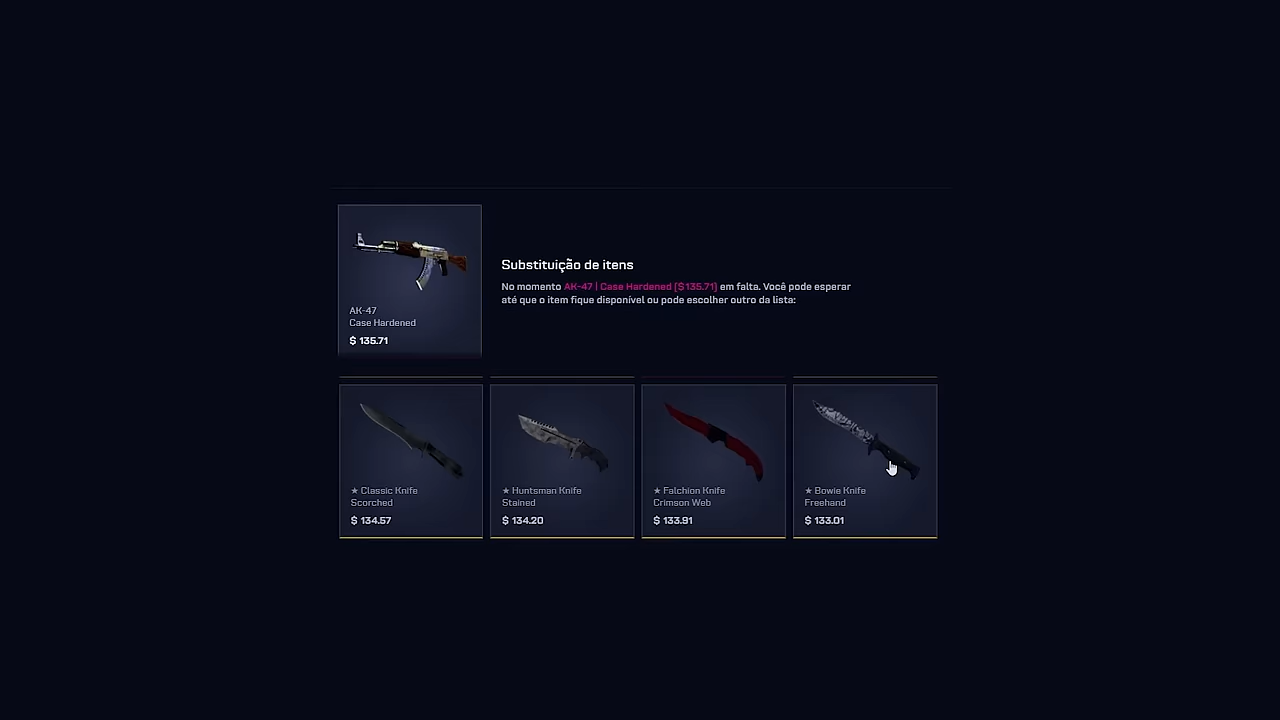 Substituição de itens
No momento AK-47 | Case Hardened ($135.71) em falta. Você pode esperar
até que o item fique disponível ou pode escolher outro da lista:
AK-47
Case Hardened
$ 135.71
★ Classic Knife
Scorched
$ 134.57
★ Huntsman Knife
Stained
$ 134.20
★ Falchion Knife
Crimson Web
$ 133.91
★ Bowie Knife
Freehand
$ 133.01